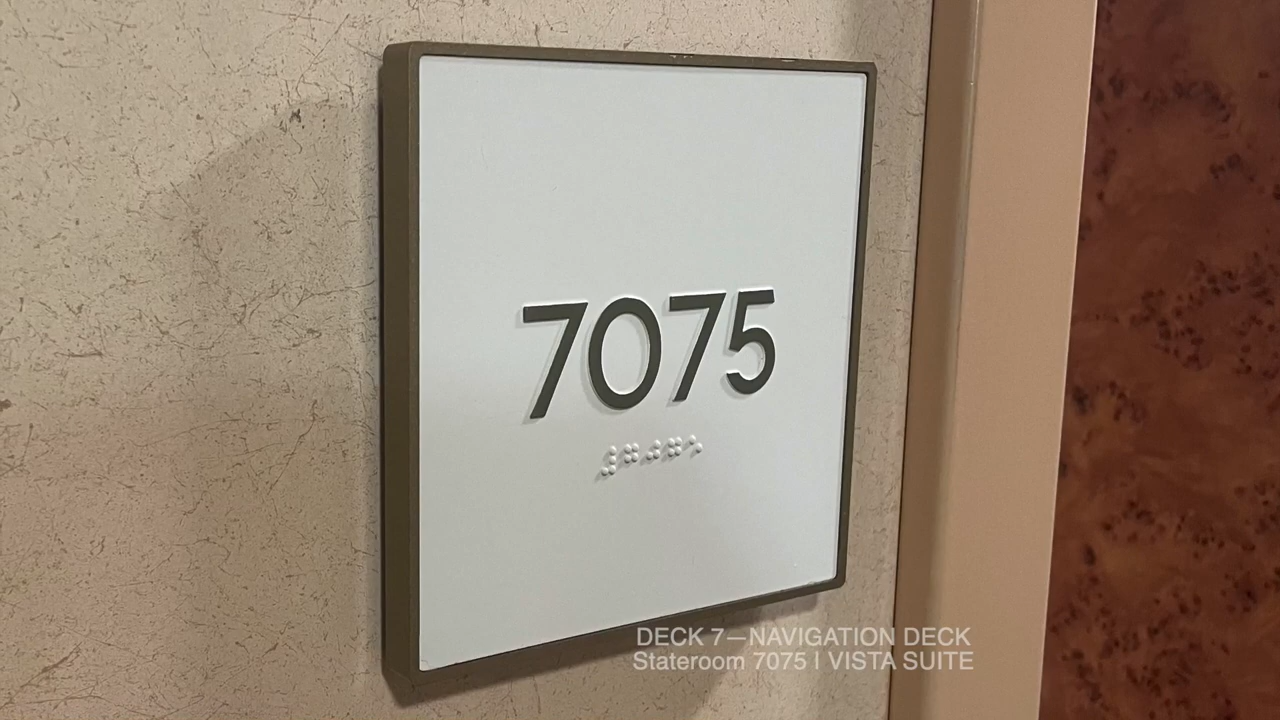 7075
⠼⠛⠚⠛⠑
DECK 7—NAVIGATION DECK
Stateroom 7075 | VISTA SUITE